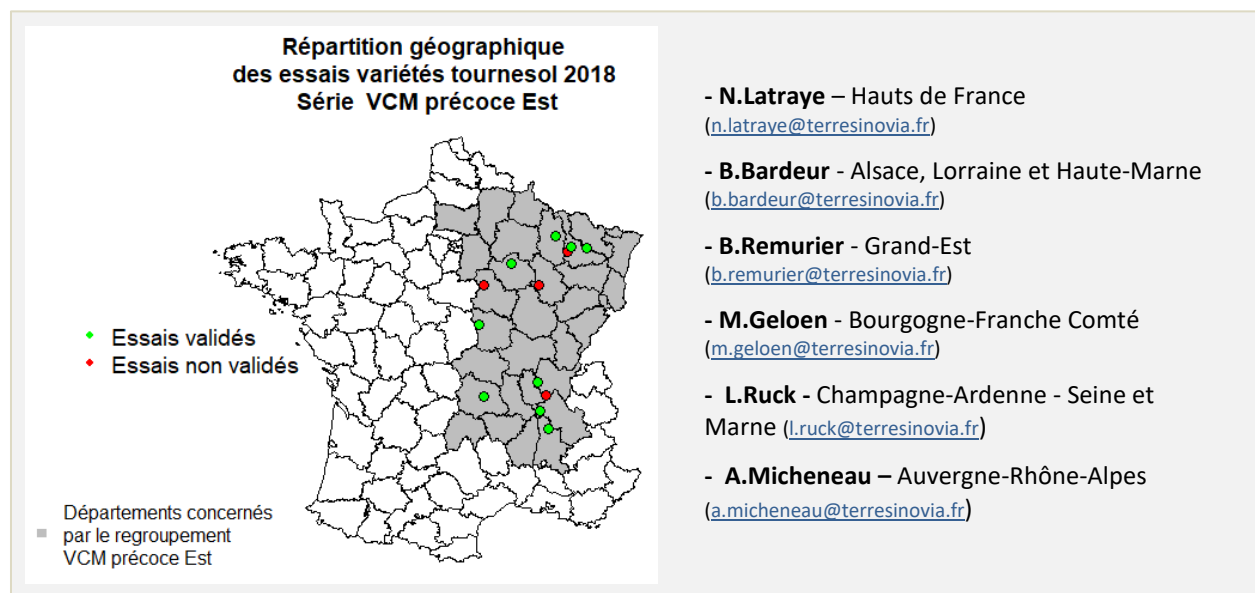 Répartition géographique
des essais variétés tournesol 2018
Série VCM précoce Est
Essais validés
Essais non validés
Départements concernés
par le regroupement
VCM précoce Est
- N.Latraye – Hauts de France
(n.latraye@terresinovia.fr)
- B.Bardeur - Alsace, Lorraine et Haute-Marne
(b.bardeur@terresinovia.fr)
- B.Remurier - Grand-Est
(b.remurier@terresinovia.fr)
- M.Geloen - Bourgogne-Franche Comté
(m.geloen@terresinovia.fr)
- L.Ruck - Champagne-Ardenne - Seine et
Marne (l.ruck@terresinovia.fr)
- A.Micheneau – Auvergne-Rhône-Alpes
(a.micheneau@terresinovia.fr)